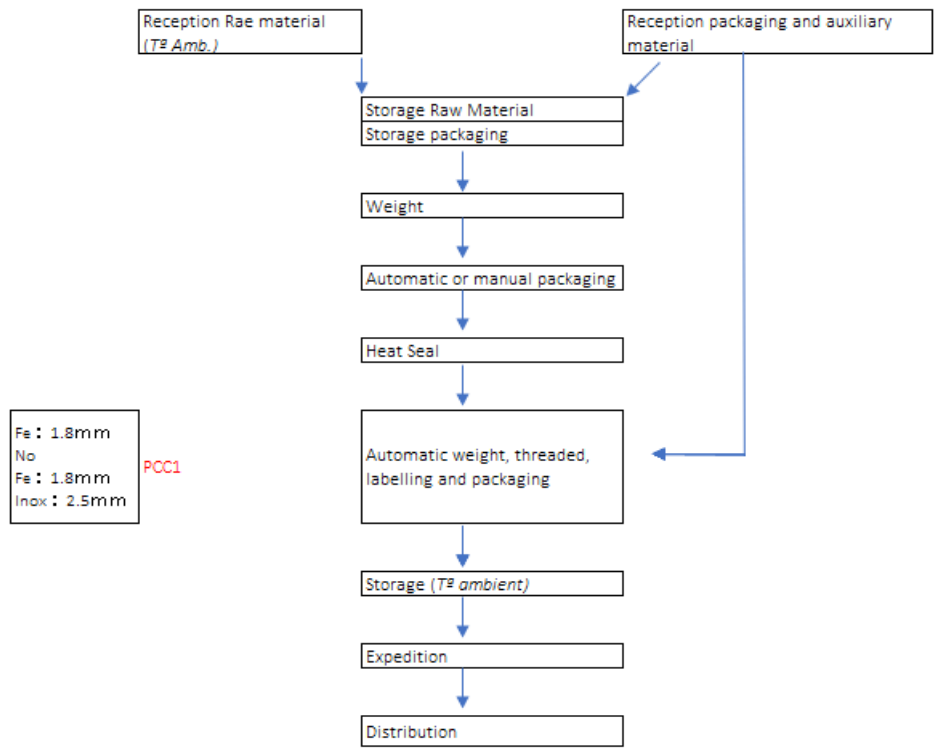 Reception Rae material
(Tª Amb.)
Reception packaging and auxiliary
material
Storage Raw Material
Storage packaging
Weight
Automatic or manual packaging
Heat Seal
Fe: 1.8mm
No
Fe: 1.8mm
Inox: 2.5mm
PCC1
Automatic weight, threaded,
labelling and packaging
Storage (Tª ambient)
Expedition
Distribution